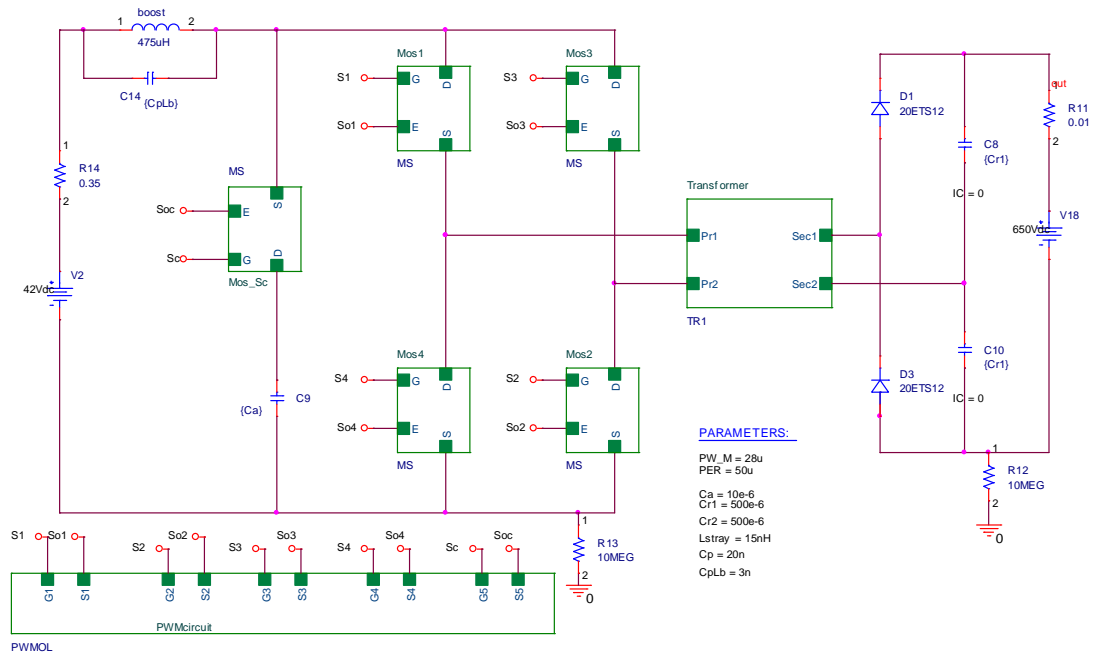 boost
1
2
475uH
C14
{CpLb}
1
R14
0.35
2
V2
42Vdc
MS
Soc
Sc
E
G
S
D
Mos_Sc
C9
{Ca}
Mos1
S1
So1
G
E
D
S
MS
Mos3
S3
So3
G
E
D
S
MS
Mos4
S4
So4
G
E
D
S
MS
Mos2
S2
So2
G
E
D
S
MS
Transformer
Pr1
Pr2
Sec1
Sec2
TR1
D1
20ETS12
D3
20ETS12
C8
{Cr1}
IC = 0
C10
{Cr1}
IC = 0
out
1
R11
0.01
2
V18
650Vdc
1
R12
10MEG
2
0
PARAMETERS:
PW_M = 28u
PER = 50u
Ca = 10e-6
Cr1 = 500e-6
Cr2 = 500e-6
Lstray = 15nH
Cp = 20n
CpLb = 3n
1
R13
10MEG
2
0
S1
So1
S2
So2
S3
So3
S4
So4
Sc
Soc
G1
S1
G2
S2
G3
S3
G4
S4
G5
S5
PWMcircuit
PWMOL